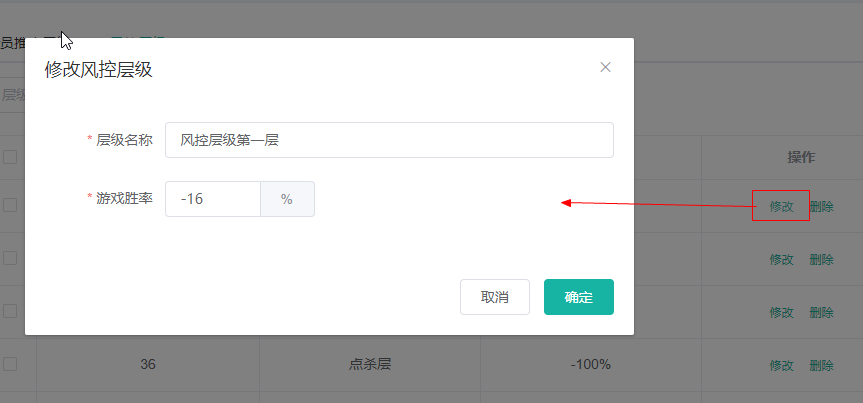 修改风控层级
* 层级名称 风控层级第一层
* 游戏胜率 -16 %
取消 确定
操作
修改 删除
修改 删除
修改 删除
36 点杀层 -100% 修改 删除